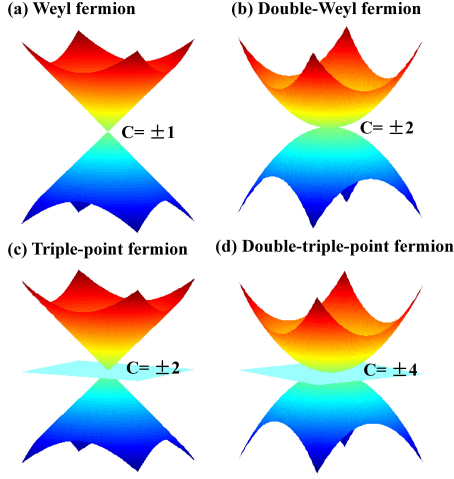 (a) Weyl fermion
(b) Double-Weyl fermion
C= ±1
C= ±2
(c) Triple-point fermion
(d) Double-triple-point fermion
C= ±2
C= ±4